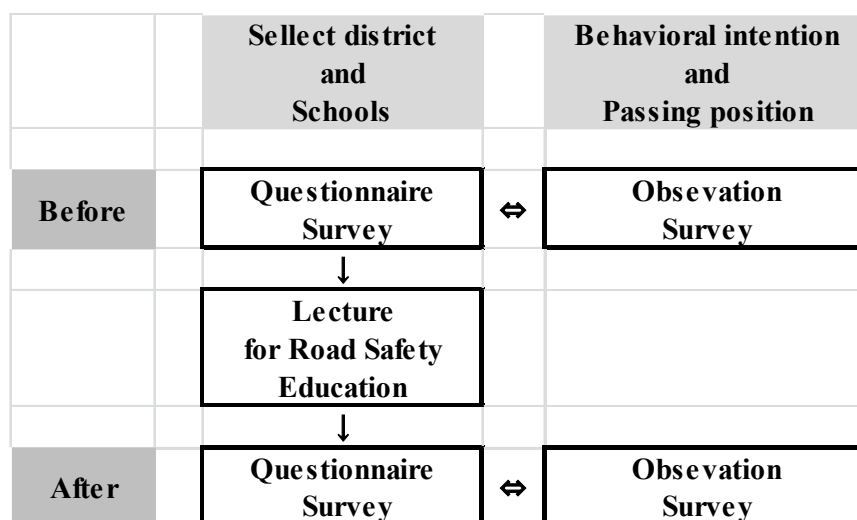 Sellect district
and
Schools
Behavioral intention
and
Passing position
Before
Questionnaire
Survey
⇔
Obsevation
Survey
↓
Lecture
for Road Safety
Education
↓
After
Questionnaire
Survey
⇔
Obsevation
Survey